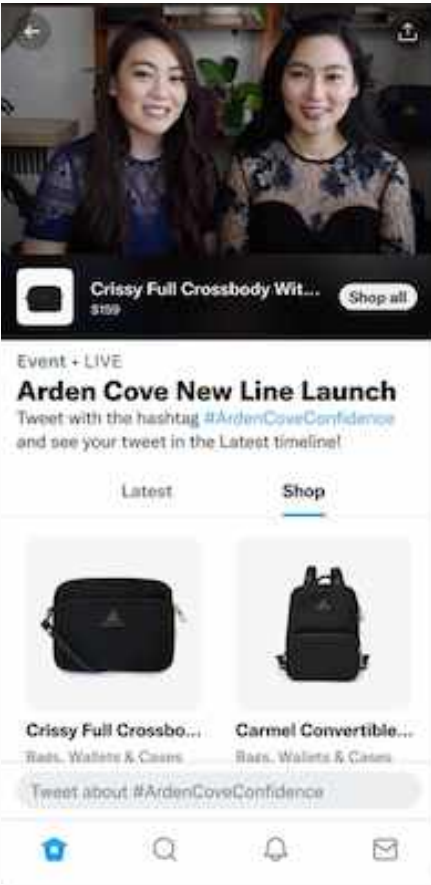 Crissy Full Crossbody Wit...
$159
Shop all
Event • LIVE
Arden Cove New Line Launch
Tweet with the hashtag #ArdenCoveConfidence
and see your tweet in the Latest timeline!
Latest
Shop
Crissy Full Crossbo...
Carmel Convertible...
Bags, Wallets & Cases
Bags, Wallets & Cases
Tweet about #ArdenCoveConfidence